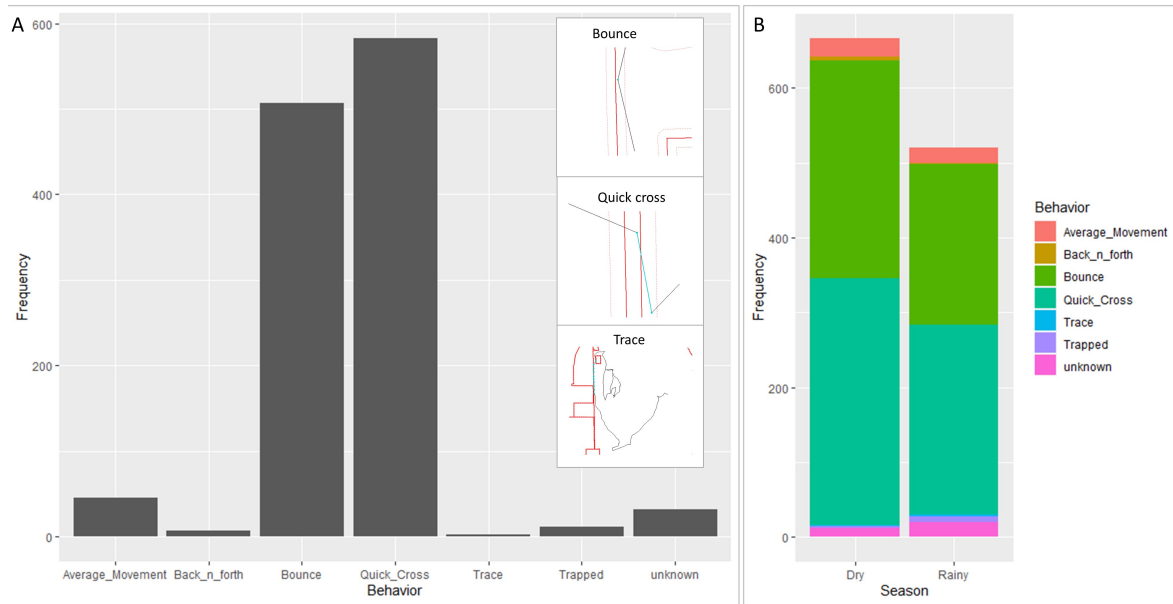 A
600
400
200
0
Frequency
Average_Movement
Back_n_forth
Bounce
Quick_Cross
Trace
Trapped
unknown
Behavior
Bounce
Quick cross
Trace
B
600
400
200
0
Frequency
Dry
Rainy
Season
Behavior
Average_Movement
Back_n_forth
Bounce
Quick_Cross
Trace
Trapped
unknown